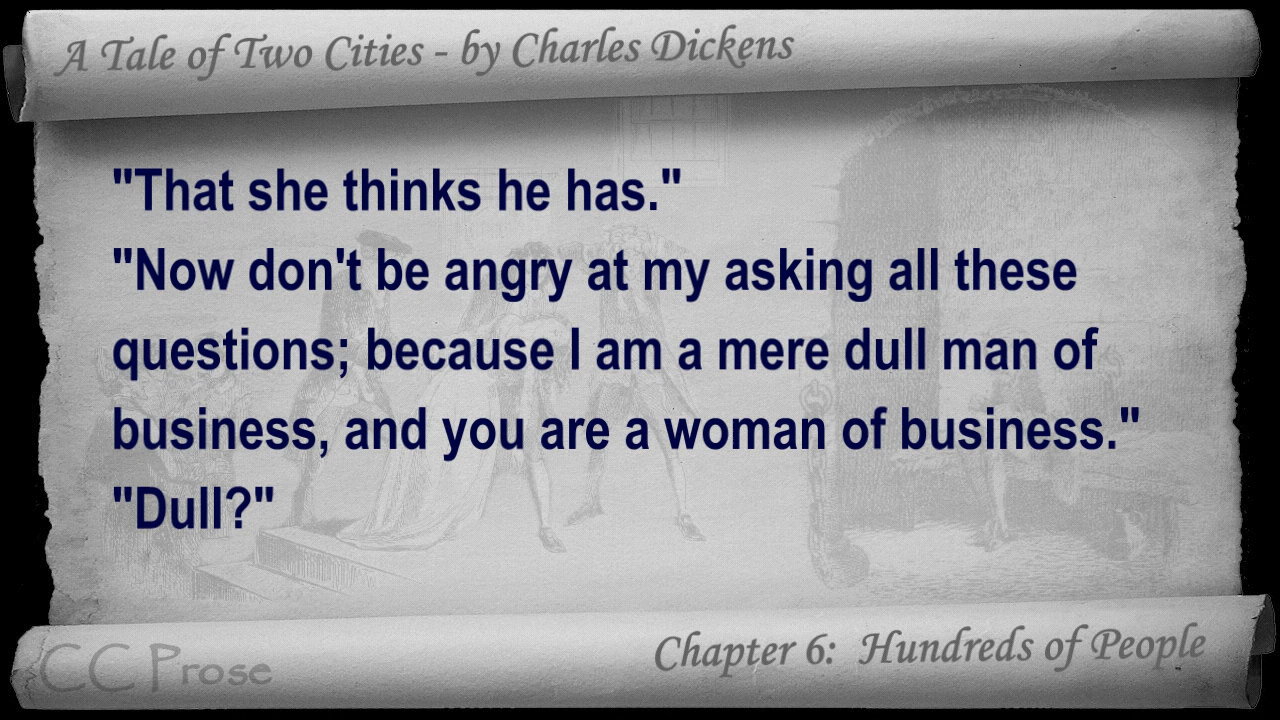 A Tale of Two Cities - by Charles Dickens
"That she thinks he has."
"Now don't be angry at my asking all these
questions; because I am a mere dull man of
business, and you are a woman of business."
"Dull?"
CC Prose
Chapter 6: Hundreds of People